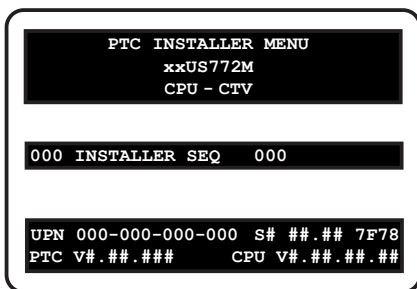 PTC INSTALLER MENU
xxUS772M
CPU - CTV
000 INSTALLER SEQ 000
UPN 000-000-000-000 S# ##.## 7F78
PTC V#.##.### CPU V#.##.##.##